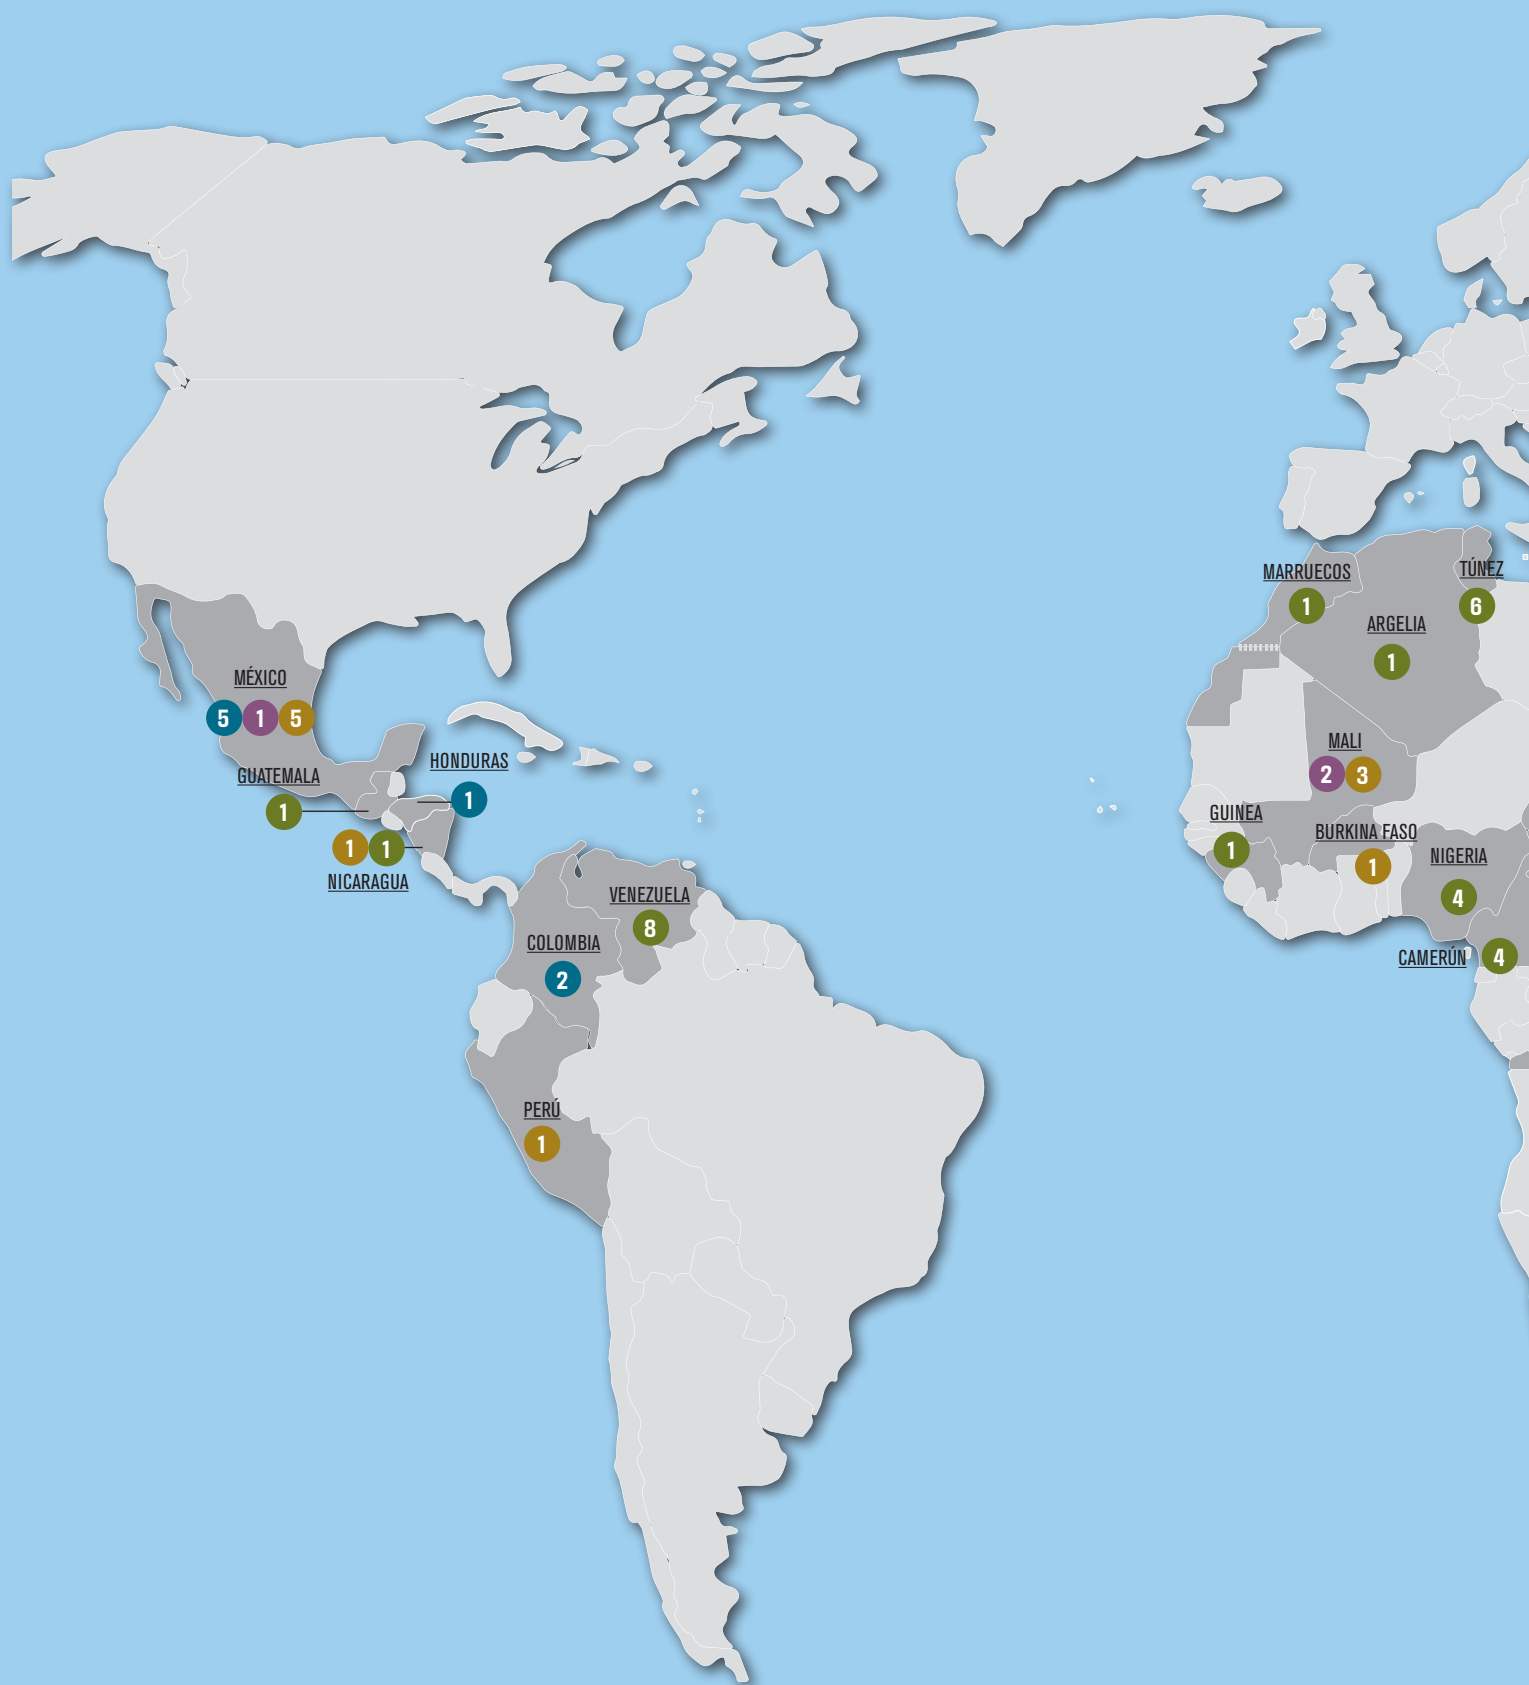 MARRUECOS
1
TÚNEZ
6
ARGELIA
1
MÉXICO
5 1 5
MALI
2 3
HONDURAS
1
GUATEMALA
1
GUINEA
1
BURKINA FASO
1
NIGERIA
4
1 1
NICARAGUA
VENEZUELA
8
COLOMBIA
2
CAMERÚN
4
PERÚ
1